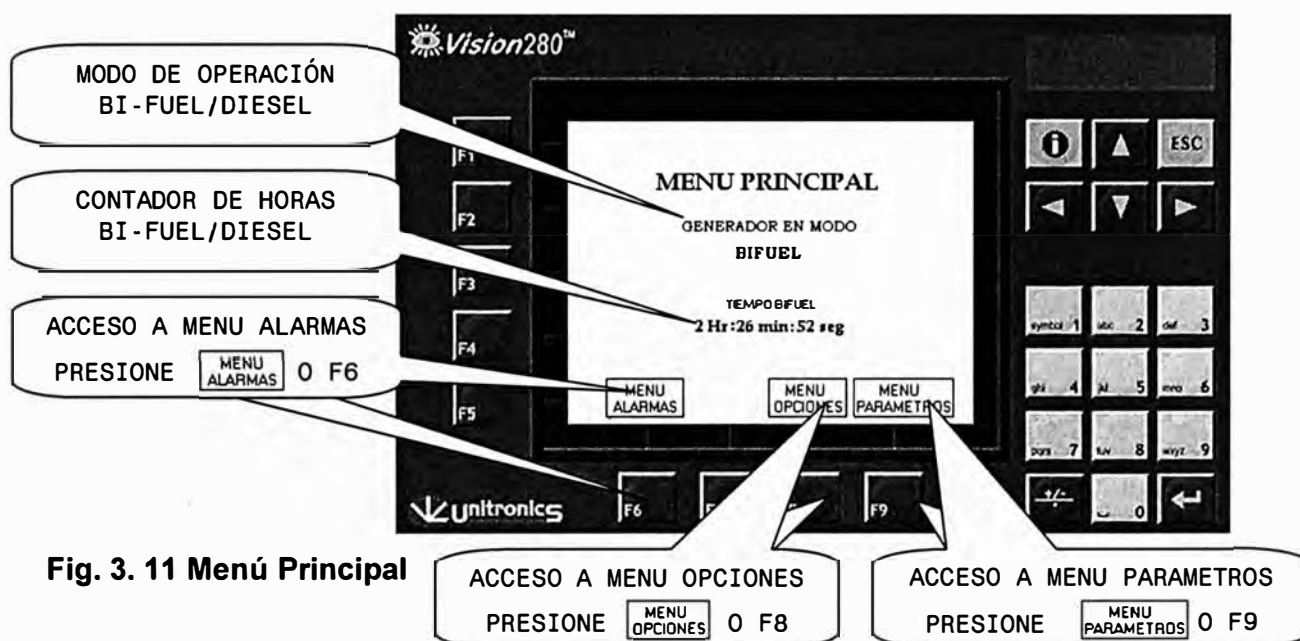 Vision280™
MODO DE OPERACIÓN
BI-FUEL/DIESEL
CONTADOR DE HORAS
BI-FUEL/DIESEL
ACCESO A MENU ALARMAS
PRESIONE MENU ALARMAS O F6
F1
F2
F3
F4
F5
MENU PRINCIPAL
GENERADOR EN MODO
BIFUEL
TIEMPO BIFUEL
2 Hr:26 min:52 seg
MENU
ALARMAS
MENU
OPCIONES
MENU
PARAMETROS
ESC
symbol 1
abc 2
def 3
ghi 4
jkl 5
mno 6
pqrs 7
tuv 8
wxyz 9
+/-
0
unitronics
F6
F9
Fig. 3. 11 Menú Principal
ACCESO A MENU OPCIONES
PRESIONE MENU OPCIONES O F8
ACCESO A MENU PARAMETROS
PRESIONE MENU PARAMETROS O F9